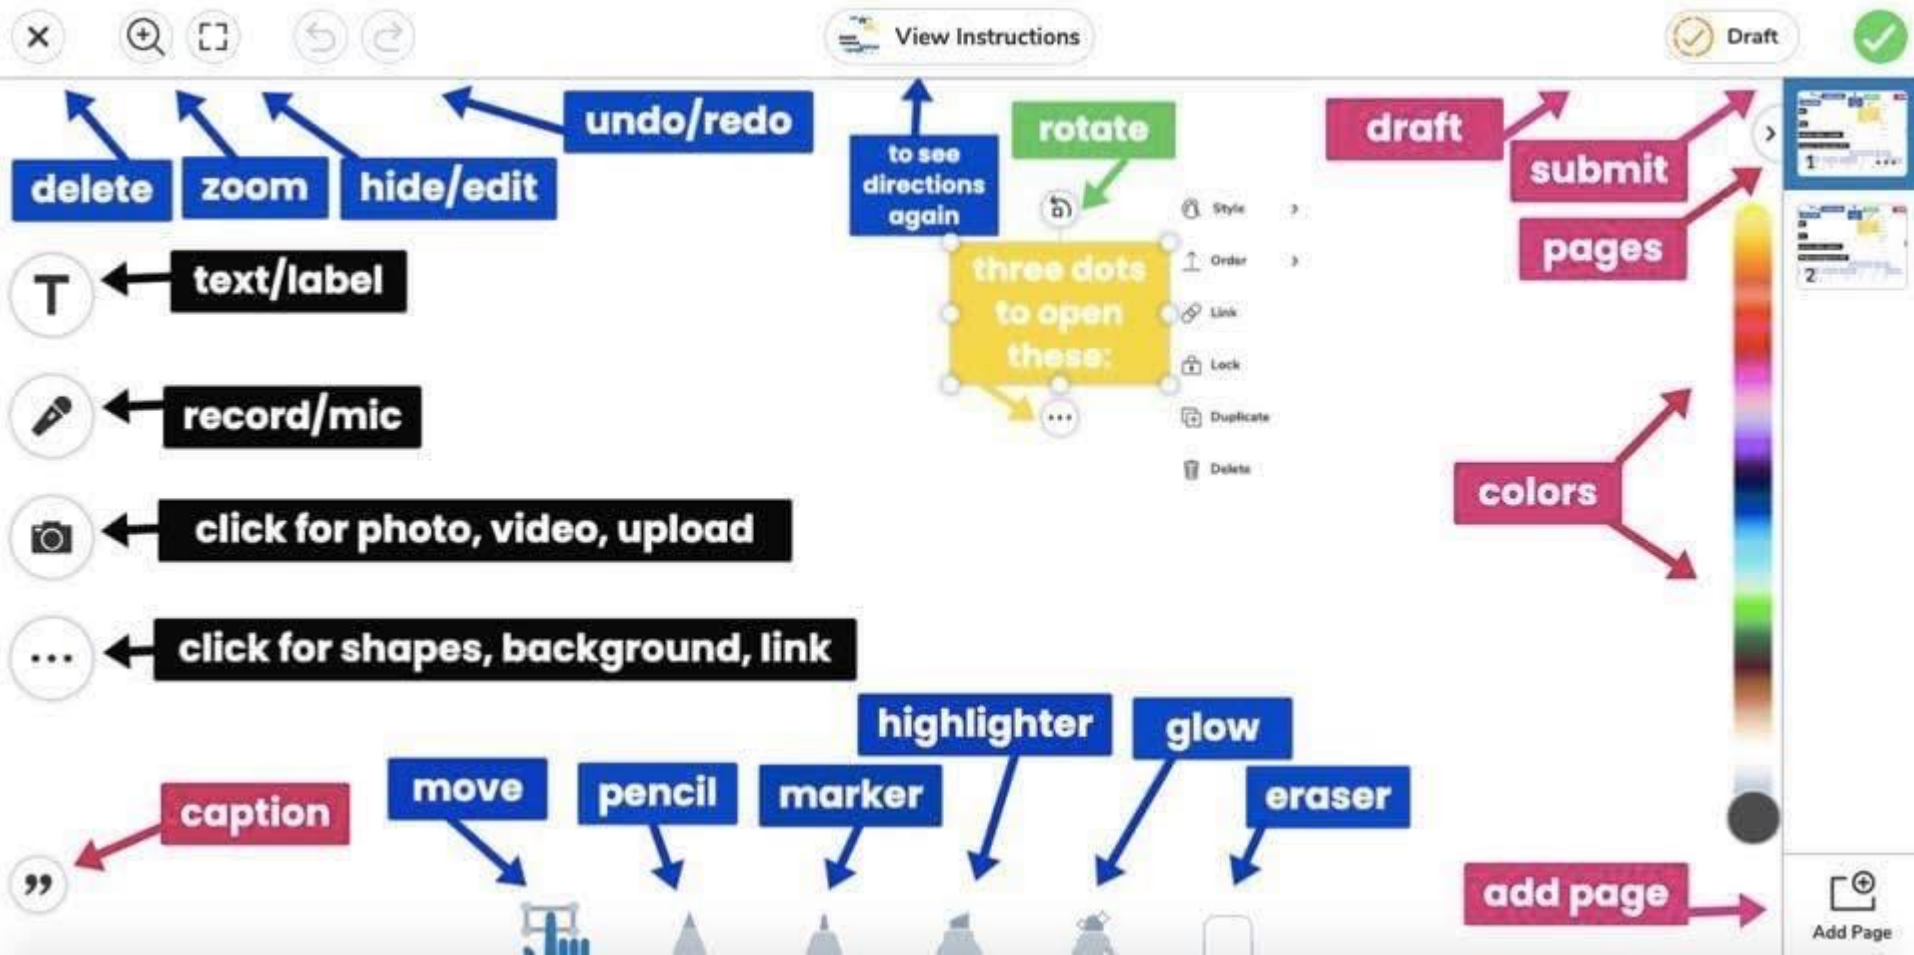 View Instructions
Draft
undo/redo
rotate
draft
delete
zoom
hide/edit
to see
directions
again
submit
pages
1
2
Style
Order
Link
Lock
Duplicate
Delete
three dots
to open
these:
T
text/label
record/mic
click for photo, video, upload
click for shapes, background, link
colors
highlighter
glow
move
pencil
marker
eraser
caption
add page
Add Page